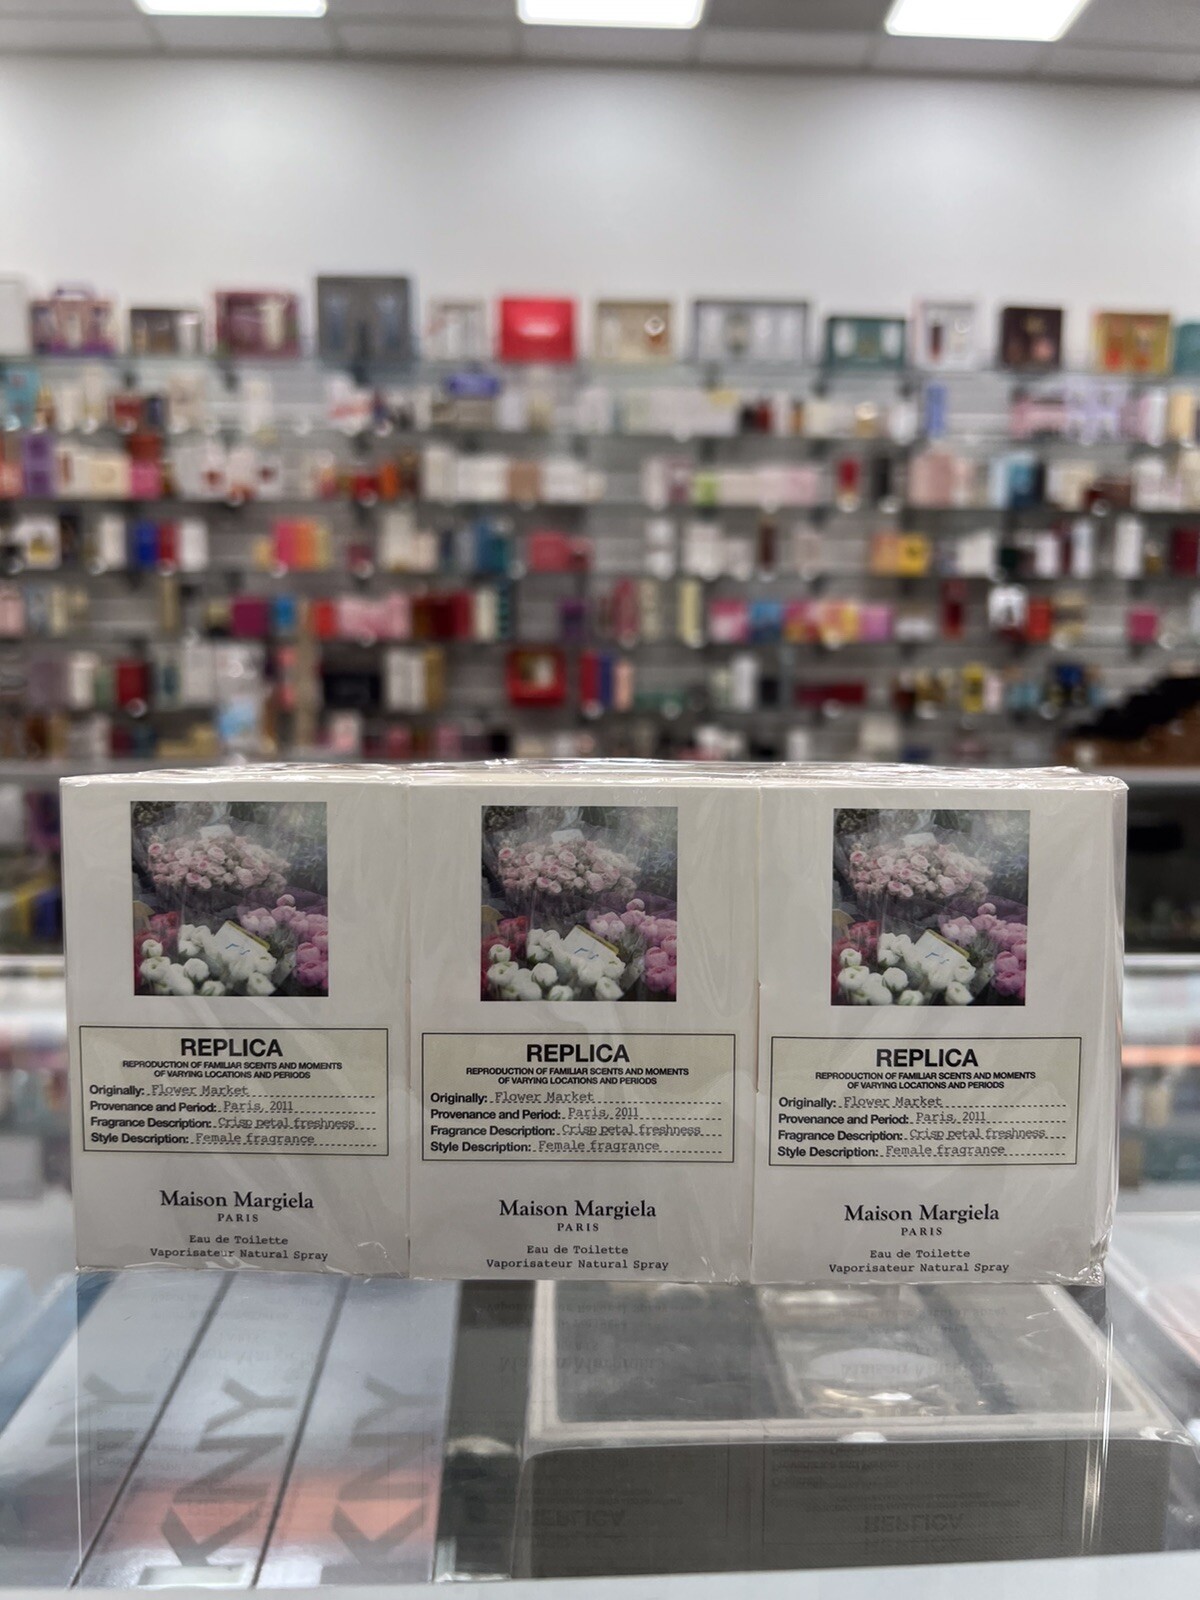 REPLICA
REPRODUCTION OF FAMILIAR SCENTS AND MOMENTS
OF VARYING LOCATIONS AND PERIODS
Originally: Flower Market
Provenance and Period: Paris, 2011
Fragrance Description: Crisp petal freshness
Style Description: Female fragrance
Maison Margiela
PARIS
Eau de Toilette
Vaporisateur Natural Spray
REPLICA
REPRODUCTION OF FAMILIAR SCENTS AND MOMENTS
OF VARYING LOCATIONS AND PERIODS
Originally: Flower Market
Provenance and Period: Paris, 2011
Fragrance Description: Crisp petal freshness
Style Description: Female fragrance
Maison Margiela
PARIS
Eau de Toilette
Vaporisateur Natural Spray
REPLICA
REPRODUCTION OF FAMILIAR SCENTS AND MOMENTS
OF VARYING LOCATIONS AND PERIODS
Originally: Flower Market
Provenance and Period: Paris, 2011
Fragrance Description: Crisp petal freshness
Style Description: Female fragrance
Maison Margiela
PARIS
Eau de Toilette
Vaporisateur Natural Spray
KNY
KNY